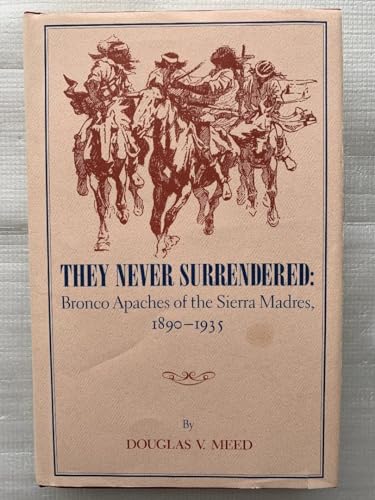 THEY NEVER SURRENDERED:
Bronco Apaches of the Sierra Madres,
1890–1935
By
DOUGLAS V. MEED